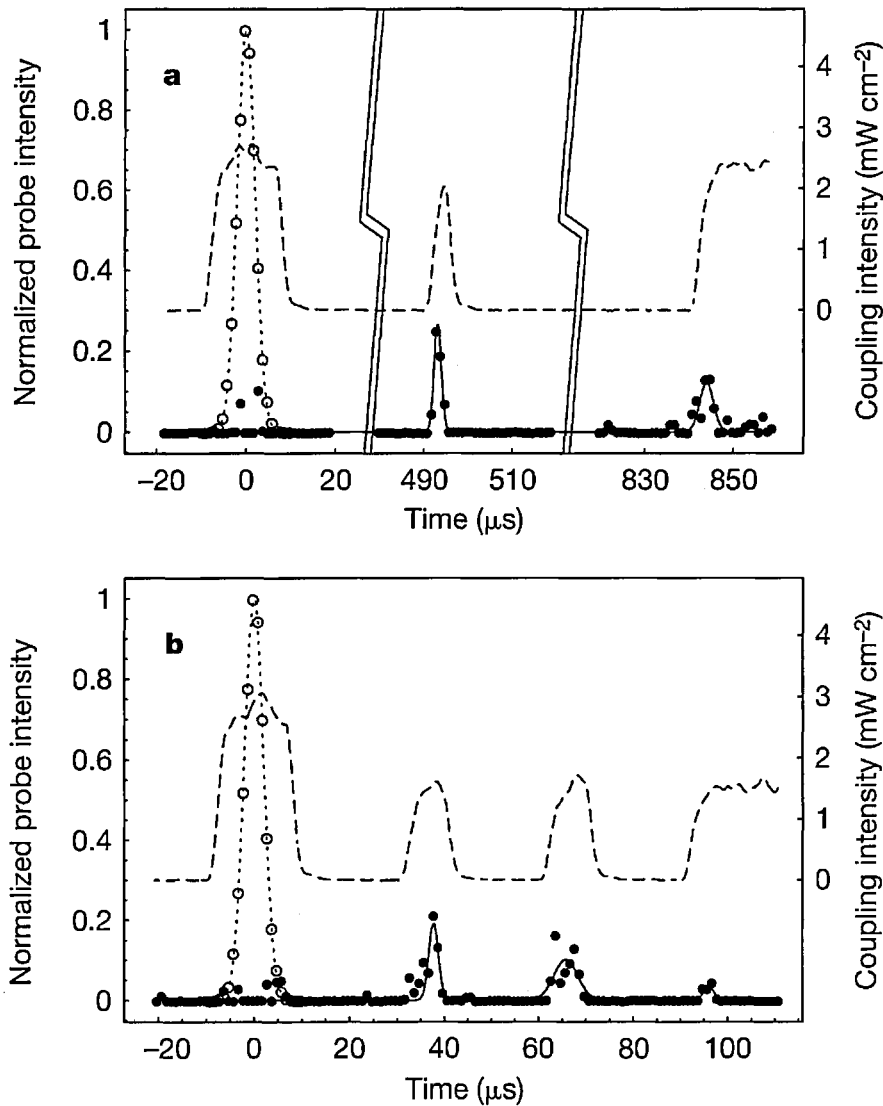 a
Normalized probe intensity
Coupling intensity (mW cm⁻²)
1
0.8
0.6
0.4
0.2
0
4
3
2
1
0
−20 0 20 490 510 830 850
Time (μs)
b
Normalized probe intensity
Coupling intensity (mW cm⁻²)
1
0.8
0.6
0.4
0.2
0
4
3
2
1
0
−20 0 20 40 60 80 100
Time (μs)